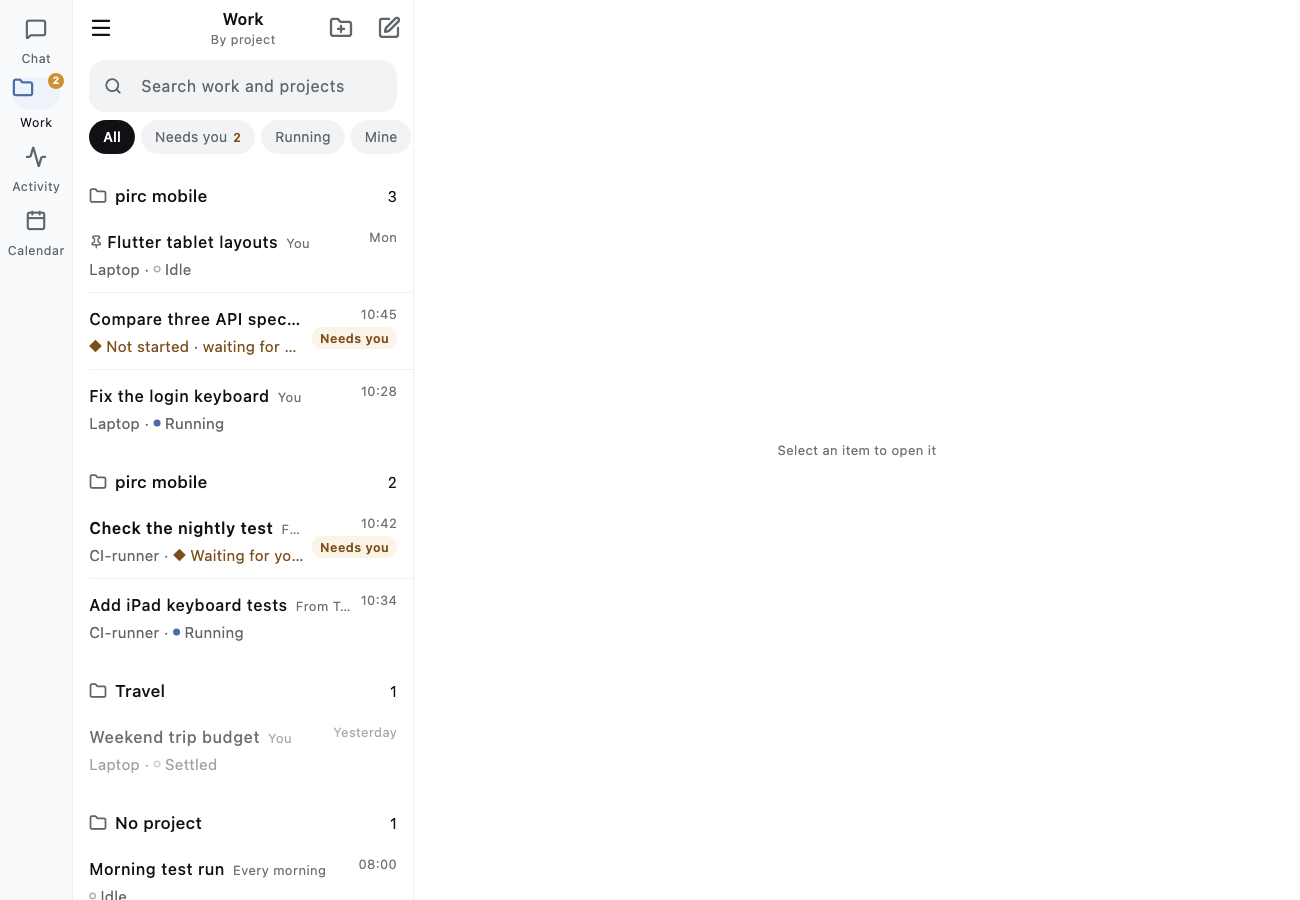 Chat
2
Work
Activity
Calendar
Work
By project
Search work and projects
All
Needs you 2
Running
Mine
pirc mobile 3
Flutter tablet layouts You Mon
Laptop · Idle
Compare three API spec... 10:45
Not started · waiting for ... Needs you
Fix the login keyboard You 10:28
Laptop · Running
pirc mobile 2
Check the nightly test F... 10:42
CI-runner · Waiting for yo... Needs you
Add iPad keyboard tests From T... 10:34
CI-runner · Running
Travel 1
Weekend trip budget You Yesterday
Laptop · Settled
No project 1
Morning test run Every morning 08:00
Idle
Select an item to open it